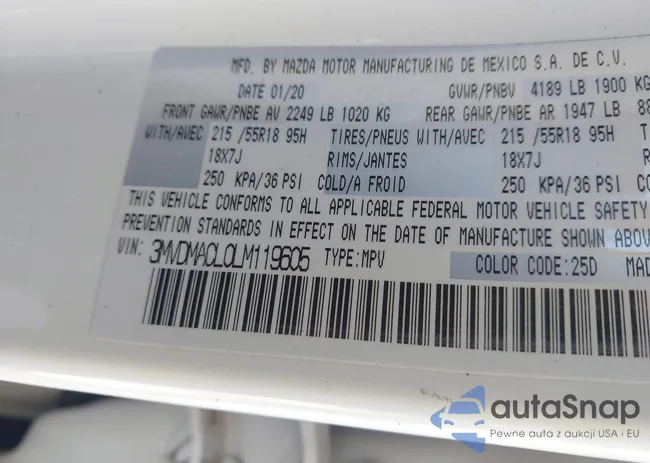 MFD. BY MAZDA MOTOR MANUFACTURING DE MEXICO S.A. DE C.V.
DATE 01/20 GVWR/PNBV 4189 LB 1900 KG
FRONT GAWR/PNBE AV 2249 LB 1020 KG REAR GAWR/PNBE AR 1947 LB 88
WITH/AVEC 215 /55R18 95H TIRES/PNEUS WITH/AVEC 215 /55R18 95H
18X7J RIMS/JANTES 18X7J
250 KPA/36 PSI COLD/A FROID 250 KPA/36 PSI
THIS VEHICLE CONFORMS TO ALL APPLICABLE FEDERAL MOTOR VEHICLE SAFETY
PREVENTION STANDARDS IN EFFECT ON THE DATE OF MANUFACTURE SHOWN ABOV
VIN: 3MVDMACL0LM119605 TYPE:MPV COLOR CODE:25D MAD
autaSnap
Pewne auta z aukcji USA i EU